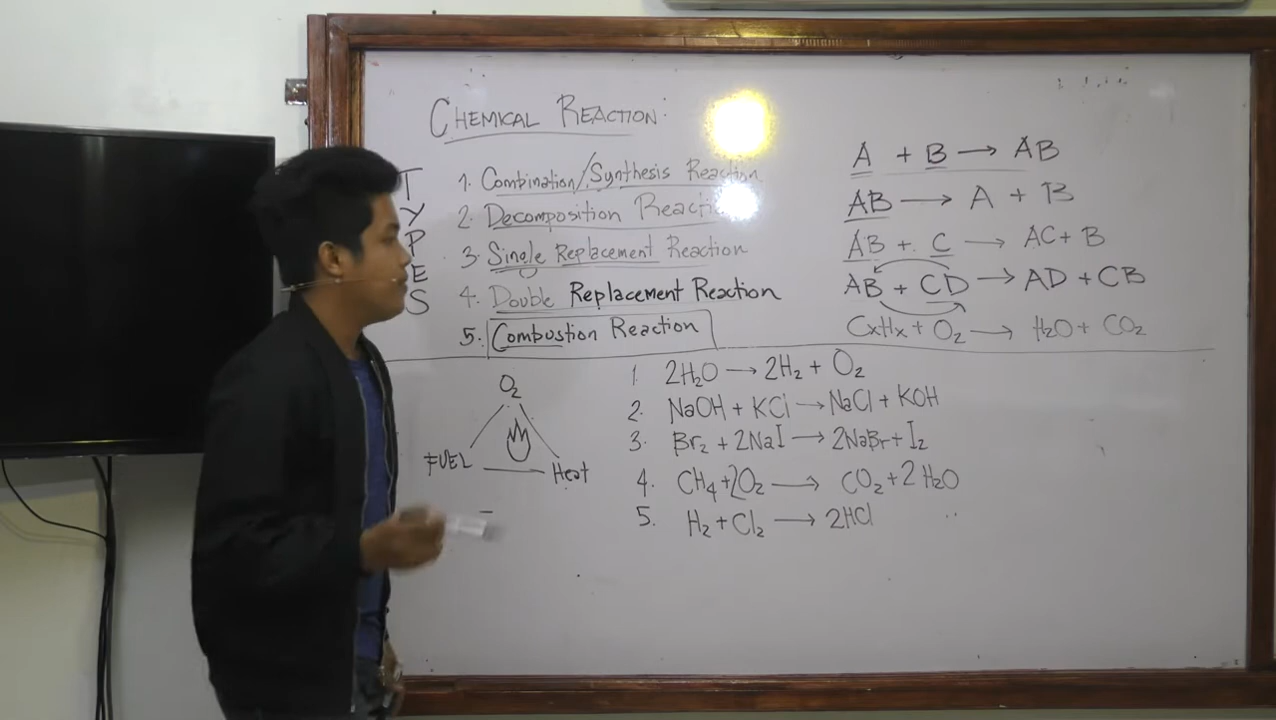 CHEMICAL REACTION:
TYPES
1. Combination/Synthesis Reaction
A + B → AB
2. Decomposition Reacti
AB → A + B
3. Single Replacement Reaction
AB + C → AC + B
4. Double Replacement Reaction
AB + CD → AD + CB
5. Combustion Reaction
CxHx + O₂ → H₂O + CO₂
O₂
FUEL
Heat
1. 2H₂O → 2H₂ + O₂
2. NaOH + KCl → NaCl + KOH
3. Br₂ + 2NaI → 2NaBr + I₂
4. CH₄ + 2O₂ → CO₂ + 2H₂O
5. H₂ + Cl₂ → 2HCl